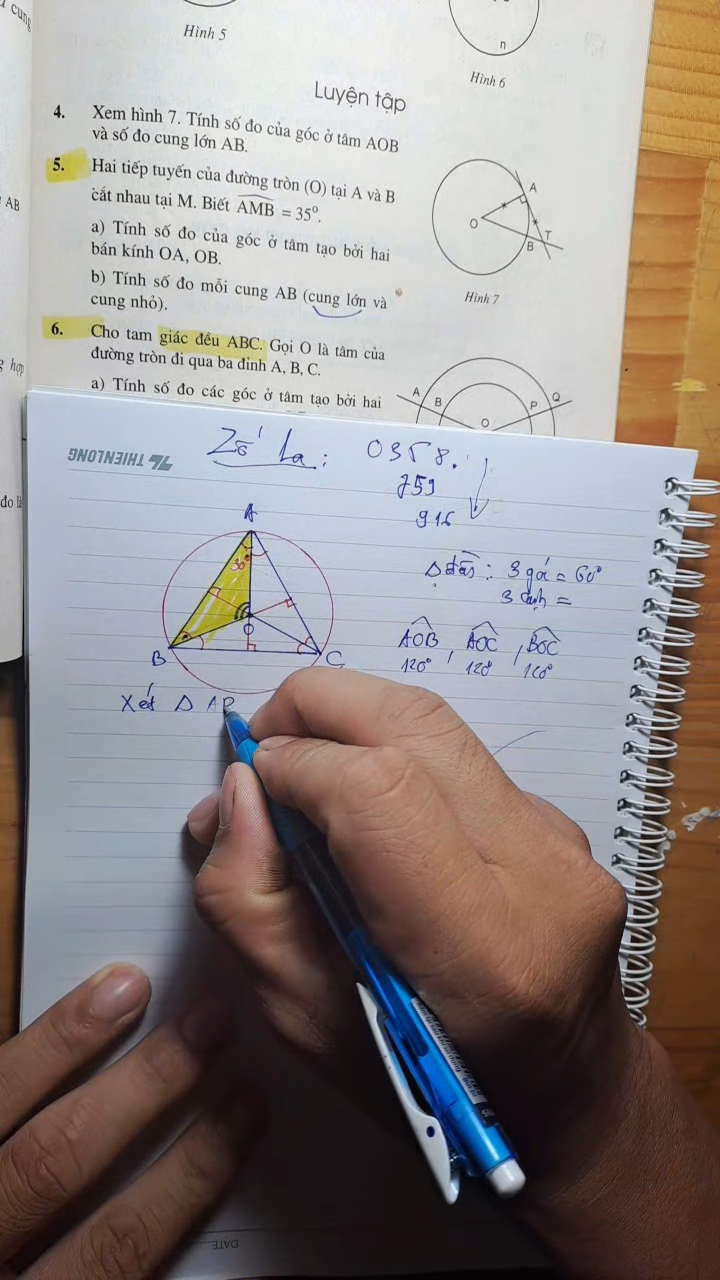 Hình 5
n
Hình 6
Luyện tập
4. Xem hình 7. Tính số đo của góc ở tâm AOB
và số đo cung lớn AB.
5. Hai tiếp tuyến của đường tròn (O) tại A và B
cắt nhau tại M. Biết AMB = 35°.
a) Tính số đo của góc ở tâm tạo bởi hai
bán kính OA, OB.
b) Tính số đo mỗi cung AB (cung lớn và
cung nhỏ).
A
O
B
T
Hình 7
6. Cho tam giác đều ABC. Gọi O là tâm của
đường tròn đi qua ba đỉnh A, B, C.
a) Tính số đo các góc ở tâm tạo bởi hai
A
B
O
P
Q
AB
THIENLONG
Zalo: 0358.
759
916
A
30°
O
B
C
Δ đều: 3 góc = 60°
3 cạnh =
AOB, AOC, BOC
120° 120° 120°
Xét Δ AB
DATE